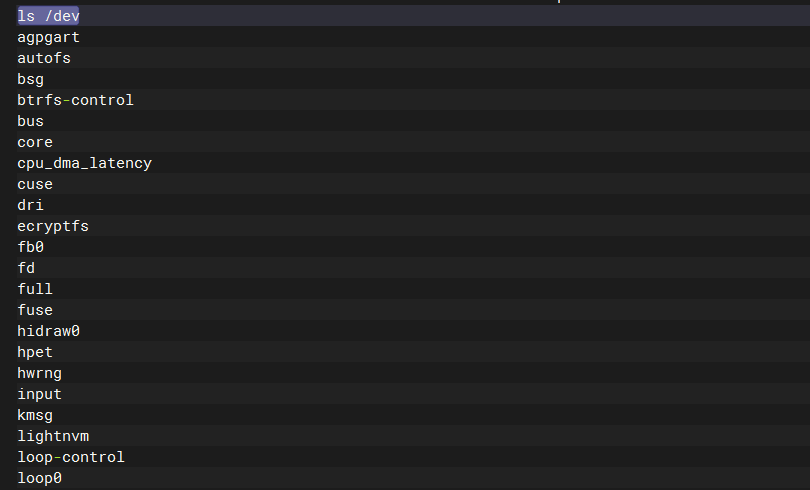 ls /dev
agpgart
autofs
bsg
btrfs-control
bus
core
cpu_dma_latency
cuse
dri
ecryptfs
fb0
fd
full
fuse
hidraw0
hpet
hwrng
input
kmsg
lightnvm
loop-control
loop0